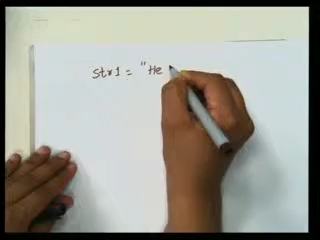 Str1 = "He